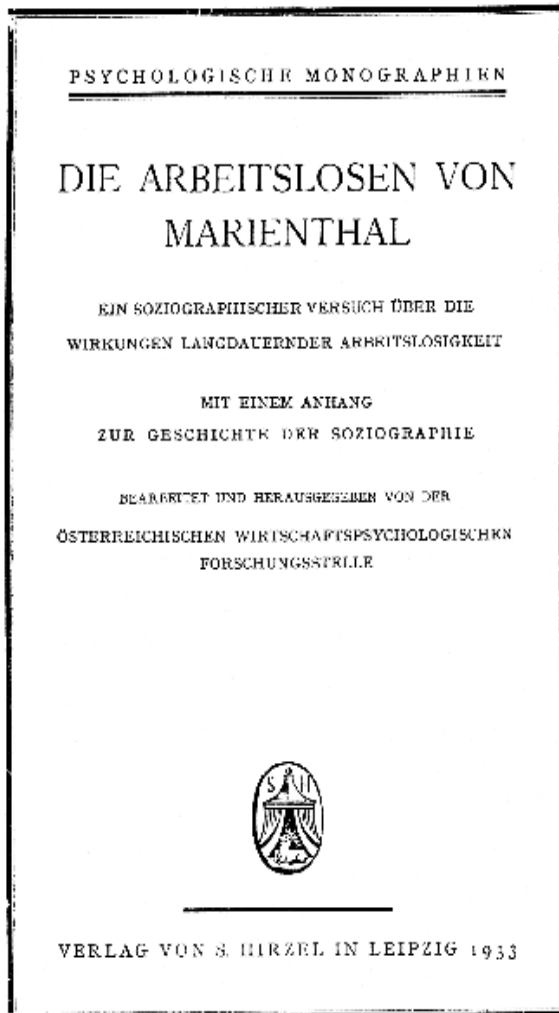 PSYCHOLOGISCHE MONOGRAPHIEN
DIE ARBEITSLOSEN VON
MARIENTHAL
EIN SOZIOGRAPHISCHER VERSUCH ÜBER DIE
WIRKUNGEN LANGDAUERNDER ARBEITSLOSIGKEIT
MIT EINEM ANHANG
ZUR GESCHICHTE DER SOZIOGRAPHIE
BEARBEITET UND HERAUSGEGEBEN VON DER
ÖSTERREICHISCHEN WIRTSCHAFTSPSYCHOLOGISCHEN
FORSCHUNGSSTELLE
S H
VERLAG VON S. HIRZEL IN LEIPZIG 1933